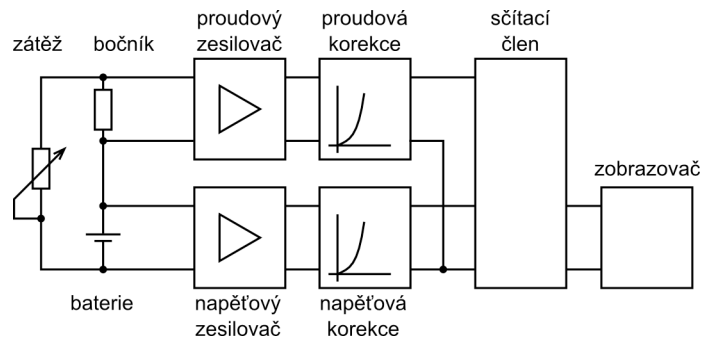 zátěž
bočník
proudový
zesilovač
proudová
korekce
sčítací
člen
zobrazovač
baterie
napěťový
zesilovač
napěťová
korekce